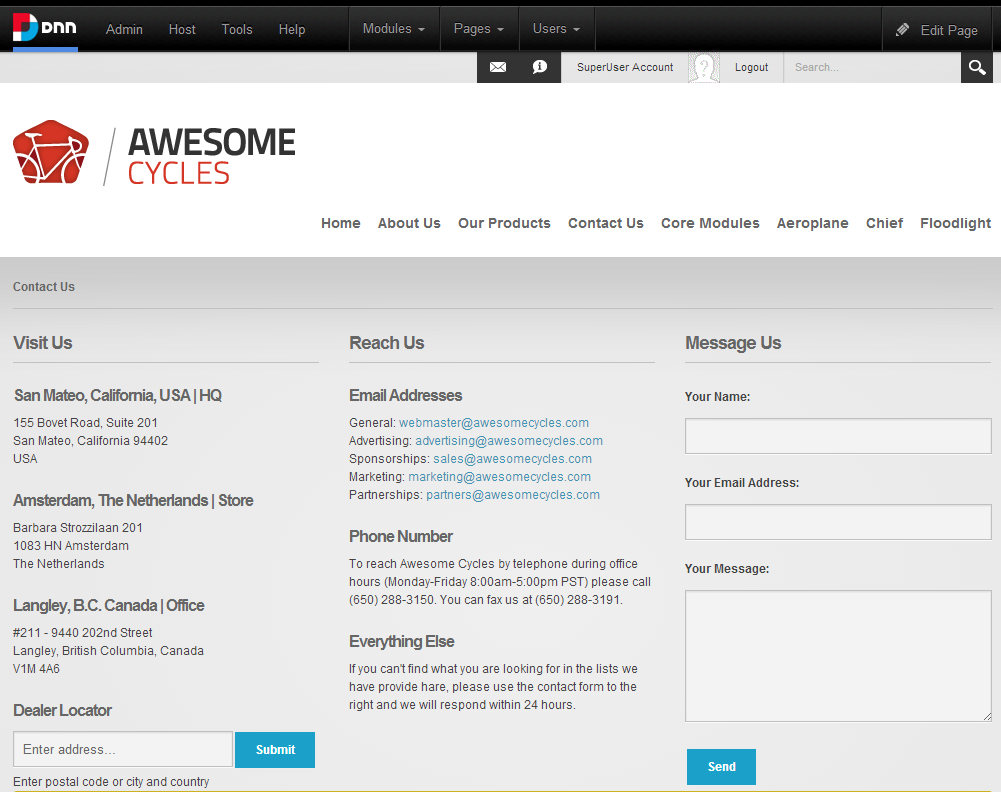 DNN Admin Host Tools Help Modules Pages Users Edit Page
SuperUser Account Logout Search...
AWESOME
CYCLES
Home About Us Our Products Contact Us Core Modules Aeroplane Chief Floodlight
Contact Us
Visit Us
San Mateo, California, USA | HQ
155 Bovet Road, Suite 201
San Mateo, California 94402
USA
Amsterdam, The Netherlands | Store
Barbara Strozzilaan 201
1083 HN Amsterdam
The Netherlands
Langley, B.C. Canada | Office
#211 - 9440 202nd Street
Langley, British Columbia, Canada
V1M 4A6
Dealer Locator
Enter address... Submit
Enter postal code or city and country
Reach Us
Email Addresses
General: webmaster@awesomecycles.com
Advertising: advertising@awesomecycles.com
Sponsorships: sales@awesomecycles.com
Marketing: marketing@awesomecycles.com
Partnerships: partners@awesomecycles.com
Phone Number
To reach Awesome Cycles by telephone during office
hours (Monday-Friday 8:00am-5:00pm PST) please call
(650) 288-3150. You can fax us at (650) 288-3191.
Everything Else
If you can't find what you are looking for in the lists we
have provide hare, please use the contact form to the
right and we will respond within 24 hours.
Message Us
Your Name:
Your Email Address:
Your Message:
Send